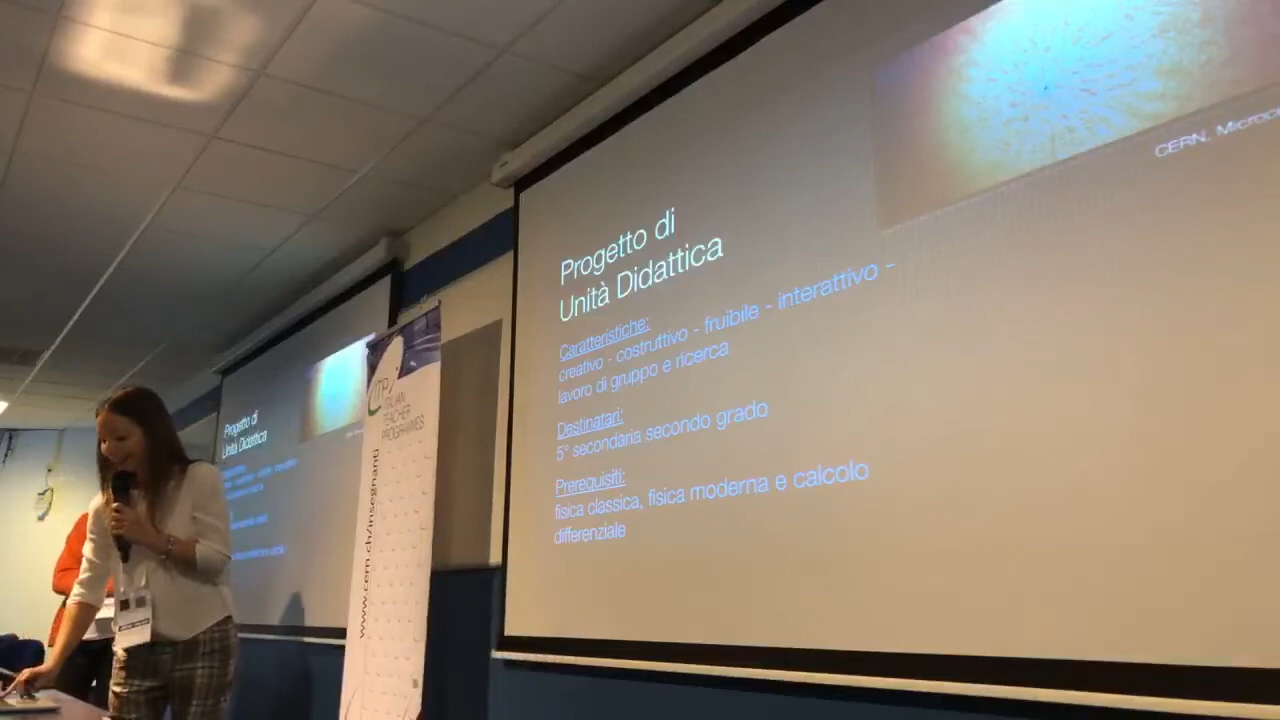 CERN, Microc
Progetto di
Unità Didattica
Caratteristiche:
creativo - costruttivo - fruibile - interattivo -
lavoro di gruppo e ricerca
Destinatari:
5° secondaria secondo grado
Prerequisiti:
fisica classica, fisica moderna e calcolo
differenziale
ITP
ITALIAN
TEACHER
PROGRAMMES
www.cern.ch/insegnanti
Progetto di
Unità Didattica